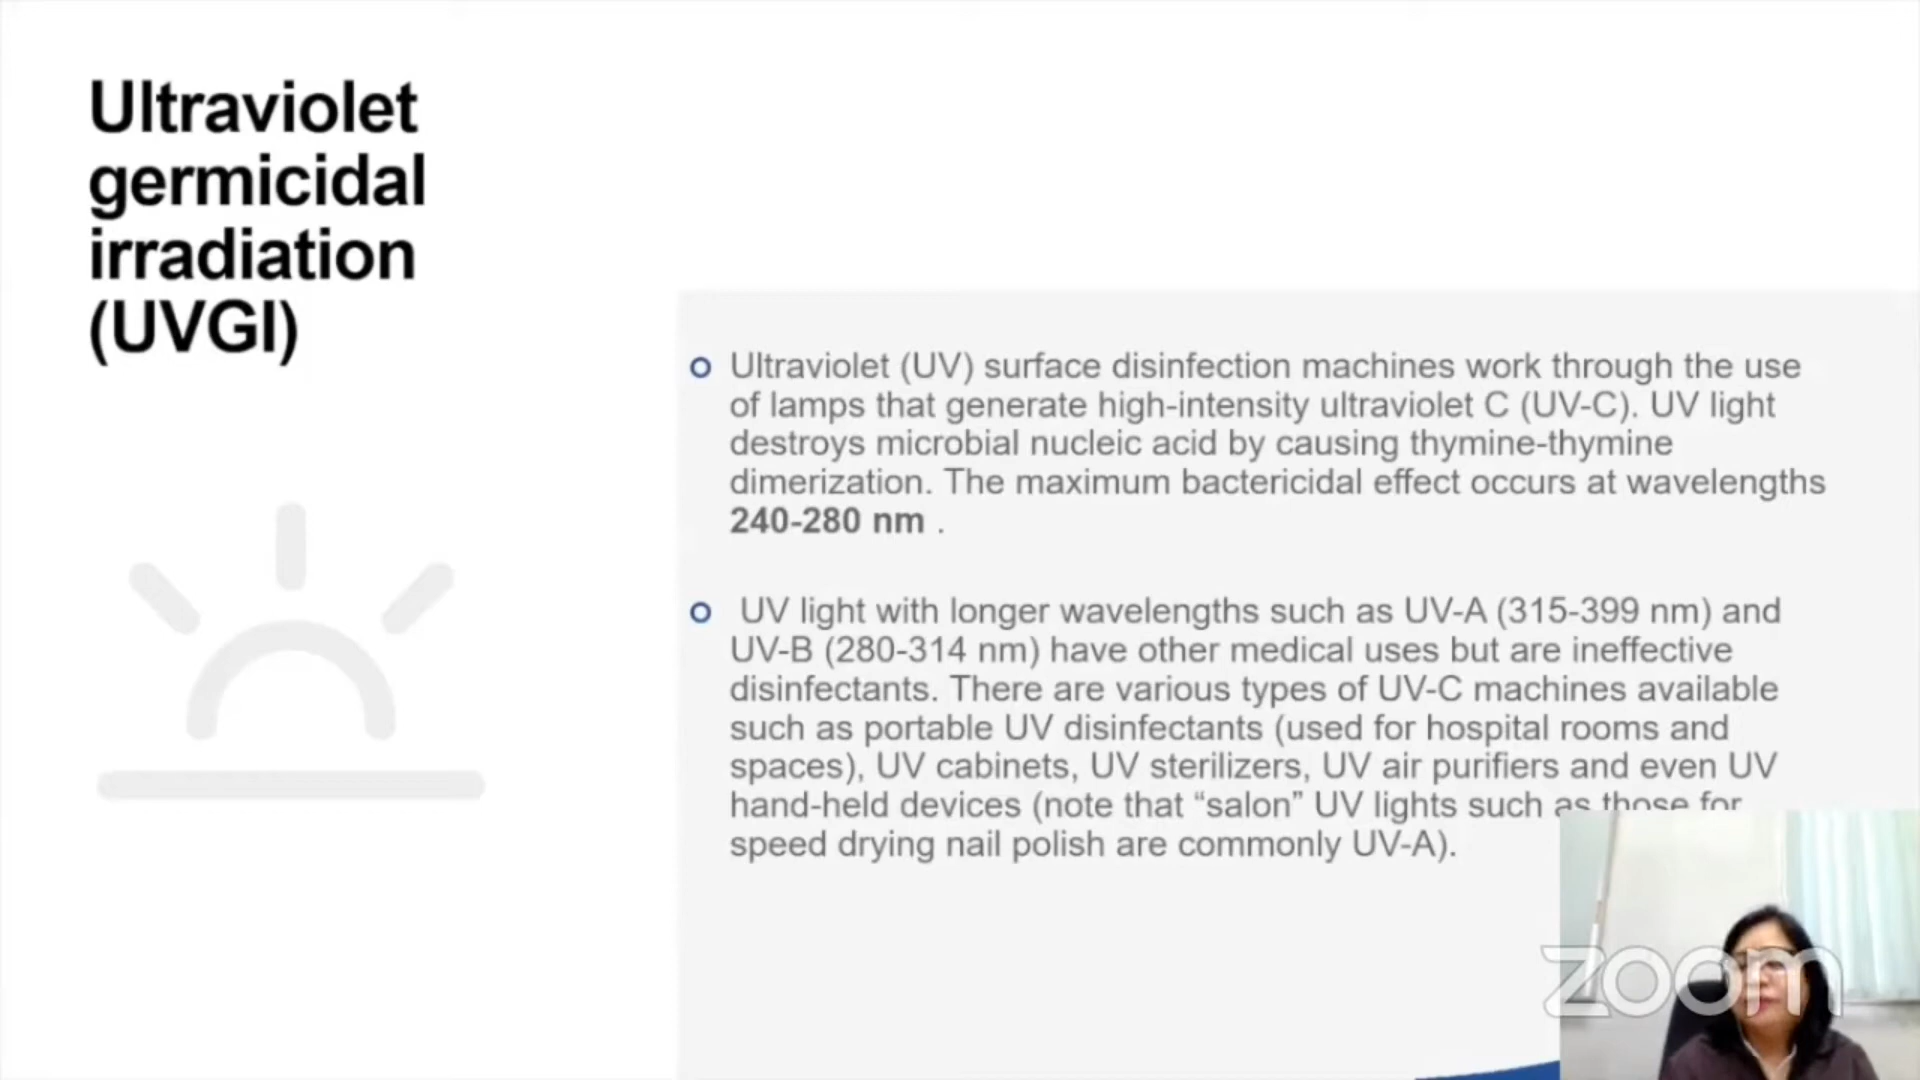 Ultraviolet
germicidal
irradiation
(UVGI)
Ultraviolet (UV) surface disinfection machines work through the use
of lamps that generate high-intensity ultraviolet C (UV-C). UV light
destroys microbial nucleic acid by causing thymine-thymine
dimerization. The maximum bactericidal effect occurs at wavelengths
240-280 nm .
UV light with longer wavelengths such as UV-A (315-399 nm) and
UV-B (280-314 nm) have other medical uses but are ineffective
disinfectants. There are various types of UV-C machines available
such as portable UV disinfectants (used for hospital rooms and
spaces), UV cabinets, UV sterilizers, UV air purifiers and even UV
hand-held devices (note that “salon” UV lights such as those for
speed drying nail polish are commonly UV-A).
zoom